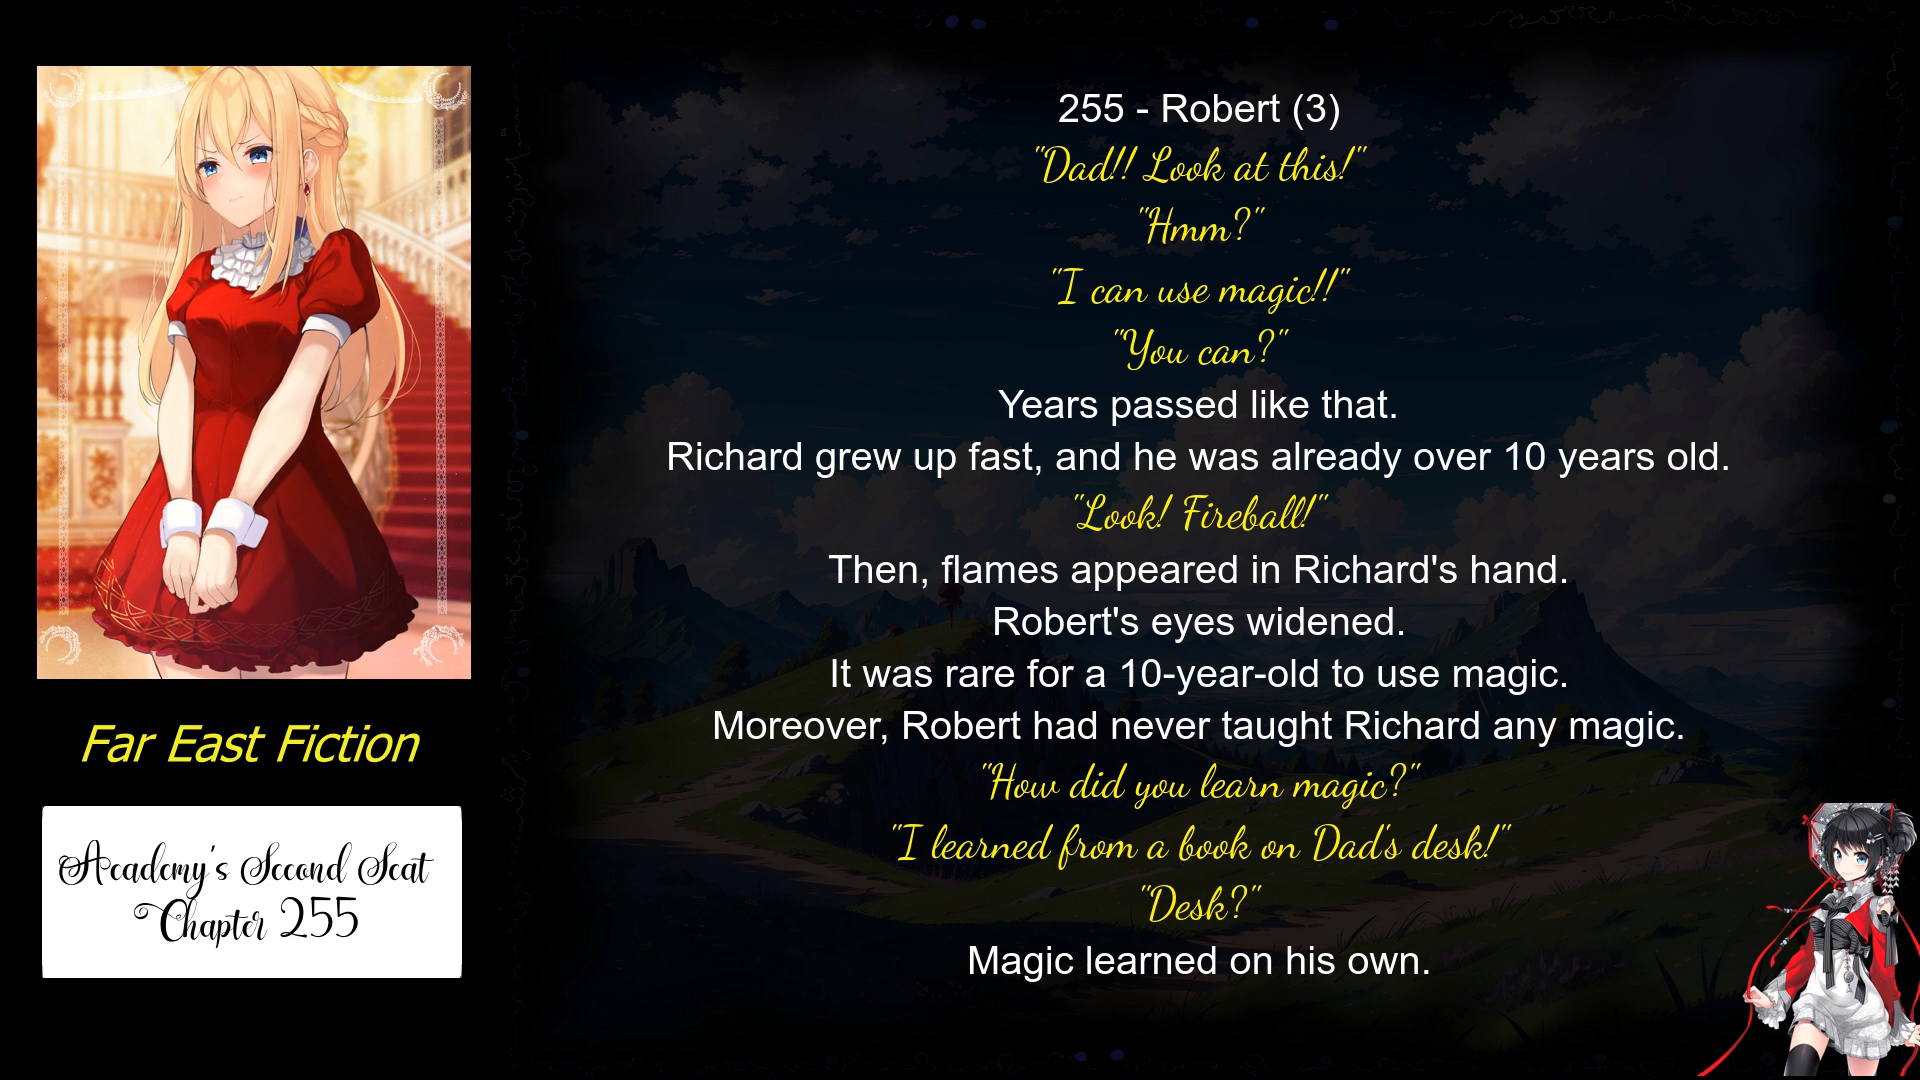 Far East Fiction
Academy's Second Seat
Chapter 255
255 - Robert (3)
"Dad!! Look at this!"
"Hmm?"
"I can use magic!!"
"You can?"
Years passed like that.
Richard grew up fast, and he was already over 10 years old.
"Look! Fireball!"
Then, flames appeared in Richard's hand.
Robert's eyes widened.
It was rare for a 10-year-old to use magic.
Moreover, Robert had never taught Richard any magic.
"How did you learn magic?"
"I learned from a book on Dad's desk!"
"Desk?"
Magic learned on his own.